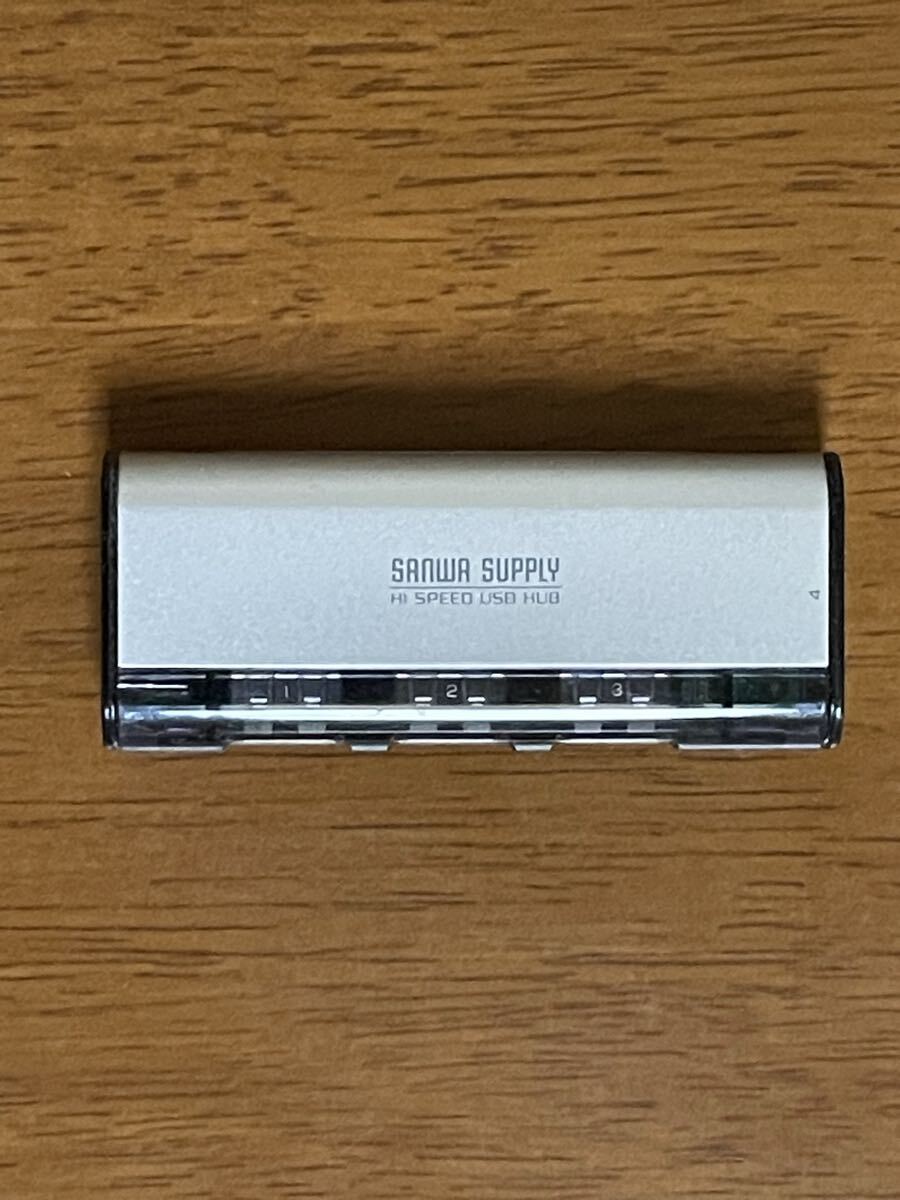 SANWA SUPPLY
HI SPEED USB HUB
4
1 2 3